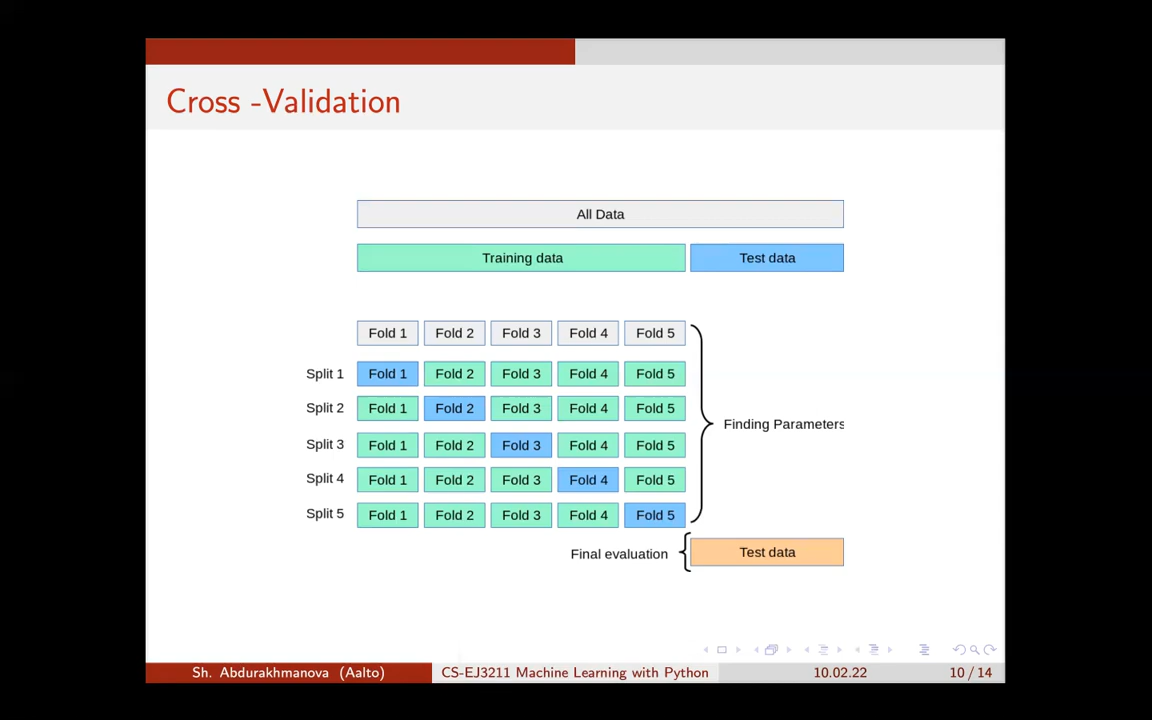 Cross -Validation
All Data
Training data Test data
Fold 1 Fold 2 Fold 3 Fold 4 Fold 5
Split 1 Fold 1 Fold 2 Fold 3 Fold 4 Fold 5
Split 2 Fold 1 Fold 2 Fold 3 Fold 4 Fold 5
Finding Parameters
Split 3 Fold 1 Fold 2 Fold 3 Fold 4 Fold 5
Split 4 Fold 1 Fold 2 Fold 3 Fold 4 Fold 5
Split 5 Fold 1 Fold 2 Fold 3 Fold 4 Fold 5
Final evaluation Test data
Sh. Abdurakhmanova (Aalto) CS-EJ3211 Machine Learning with Python 10.02.22 10 / 14